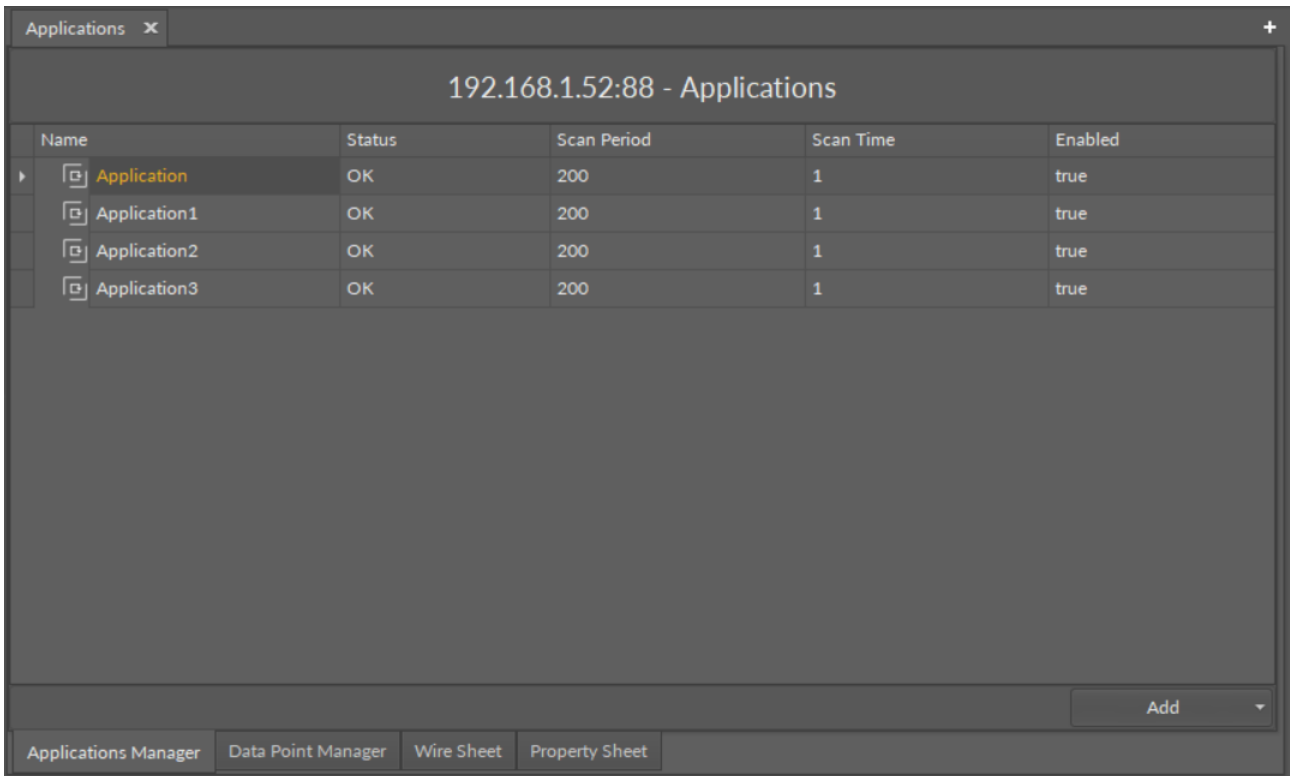 Applications
192.168.1.52:88 - Applications
Name Status Scan Period Scan Time Enabled
Application OK 200 1 true
Application1 OK 200 1 true
Application2 OK 200 1 true
Application3 OK 200 1 true
Add
Applications Manager Data Point Manager Wire Sheet Property Sheet